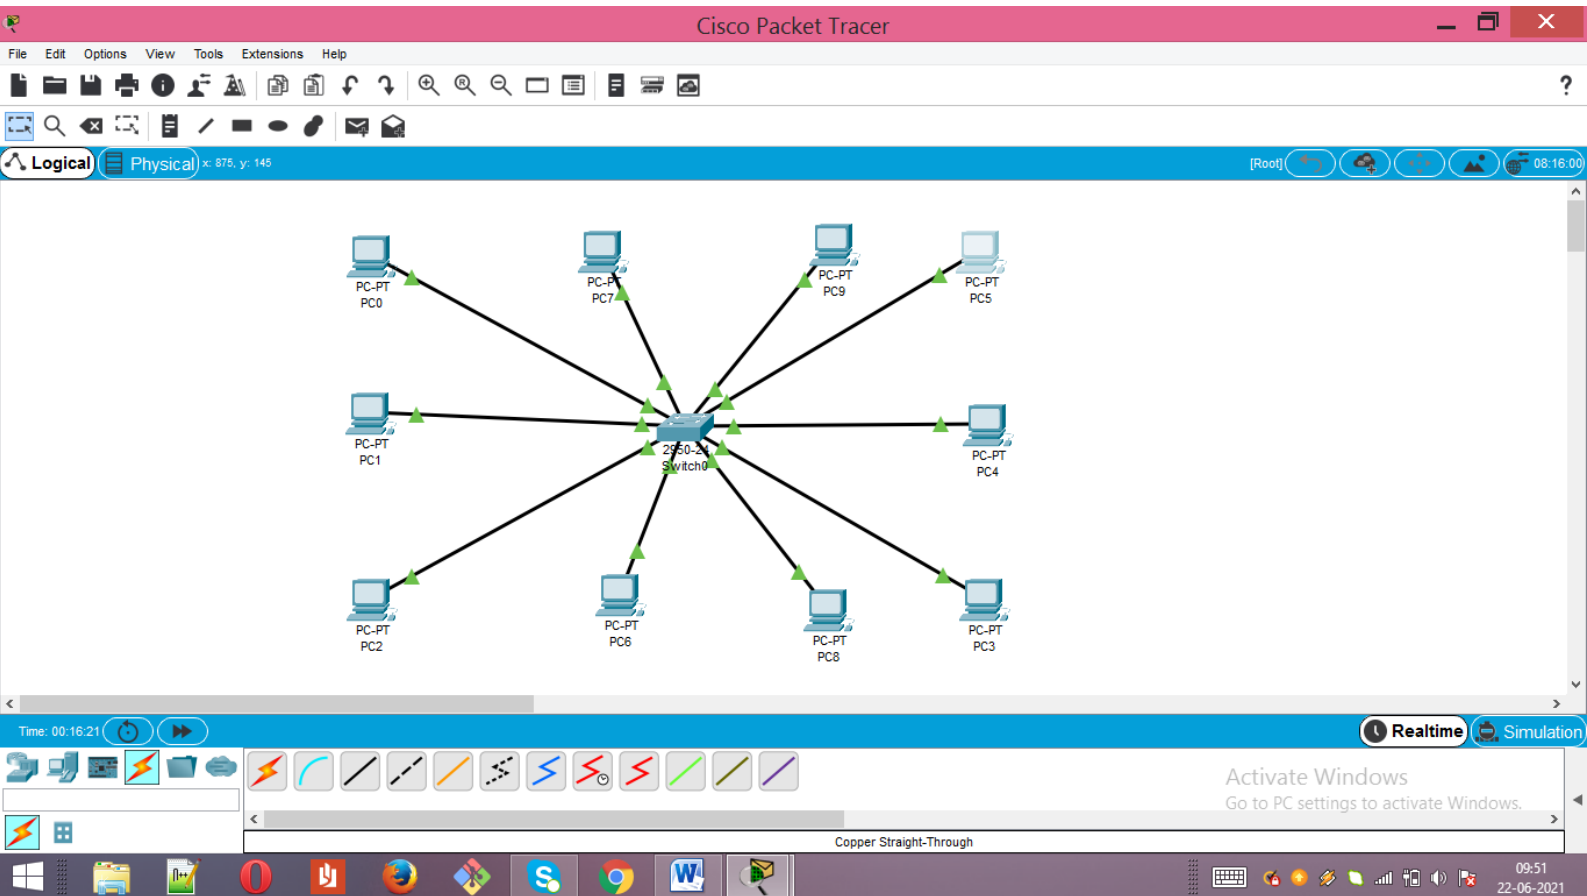 Cisco Packet Tracer
File Edit Options View Tools Extensions Help
Logical Physical x: 875, y: 145 [Root] 08:16:00
PC-PT
PC0
PC-PT
PC7
PC-PT
PC9
PC-PT
PC5
PC-PT
PC1
2950-24
Switch0
PC-PT
PC4
PC-PT
PC2
PC-PT
PC6
PC-PT
PC8
PC-PT
PC3
Time: 00:16:21 Realtime Simulation
Activate Windows
Go to PC settings to activate Windows.
Copper Straight-Through
09:51
22-06-2021